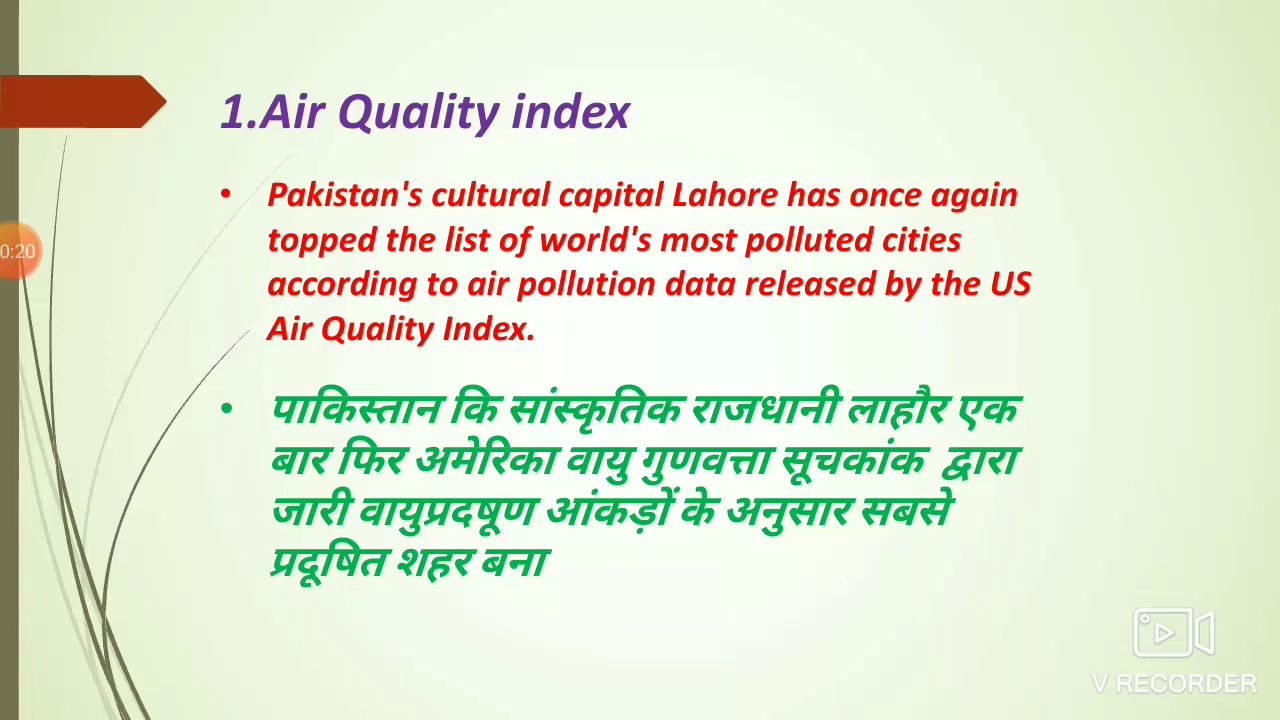 1.Air Quality index
• Pakistan's cultural capital Lahore has once again
topped the list of world's most polluted cities
according to air pollution data released by the US
Air Quality Index.
0:20
• पाकिस्तान कि सांस्कृतिक राजधानी लाहौर एक
बार फिर अमेरिका वायु गुणवत्ता सूचकांक द्वारा
जारी वायुप्रदषूण आंकड़ों के अनुसार सबसे
प्रदूषित शहर बना
V RECORDER